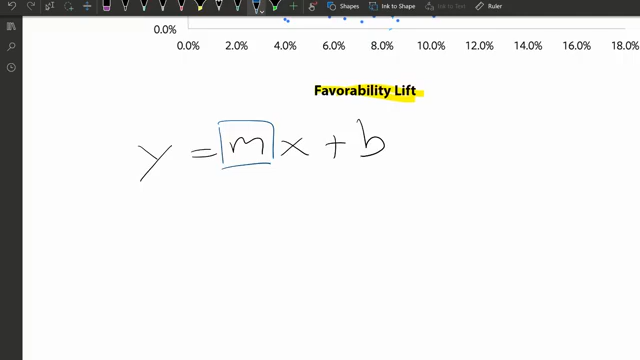 Shapes Ink to Shape Ink to Text Ruler
0.0%
0.0% 2.0% 4.0% 6.0% 8.0% 10.0% 12.0% 14.0% 16.0% 18.0%
Favorability Lift
y = mx + b